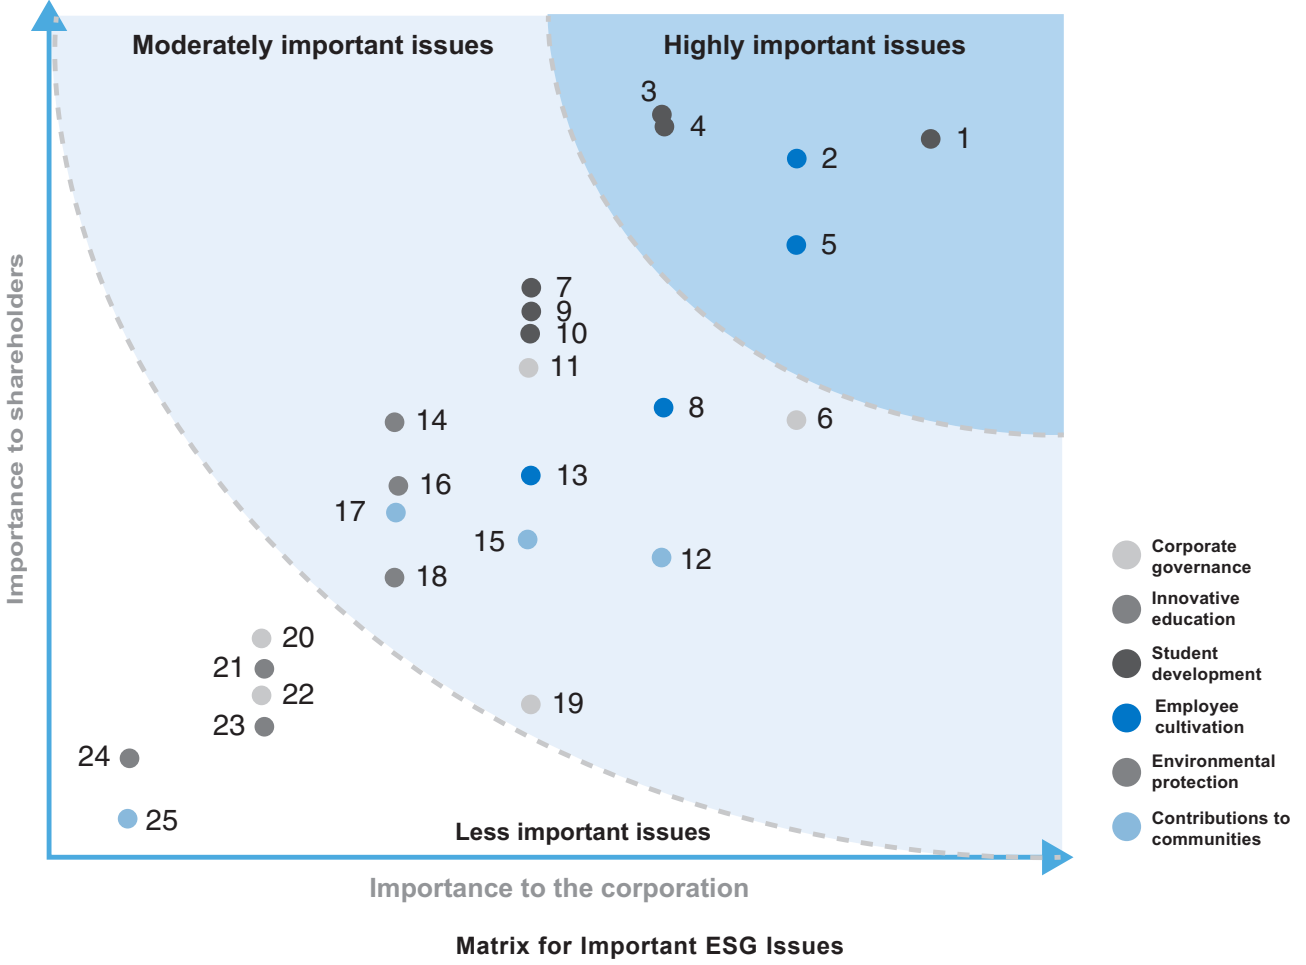 Moderately important issues
Highly important issues
3
4
1
2
5
7
9
10
11
8
6
14
16
13
17
15
12
18
20
21
22
19
23
24
25
Less important issues
Importance to shareholders
Importance to the corporation
Corporate
governance
Innovative
education
Student
development
Employee
cultivation
Environmental
protection
Contributions to
communities
Matrix for Important ESG Issues